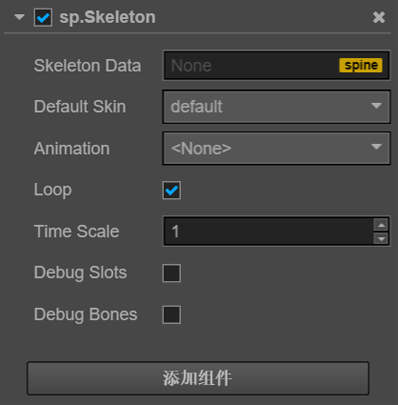 sp.Skeleton
Skeleton Data None spine
Default Skin default
Animation <None>
Loop
Time Scale 1
Debug Slots
Debug Bones
添加组件